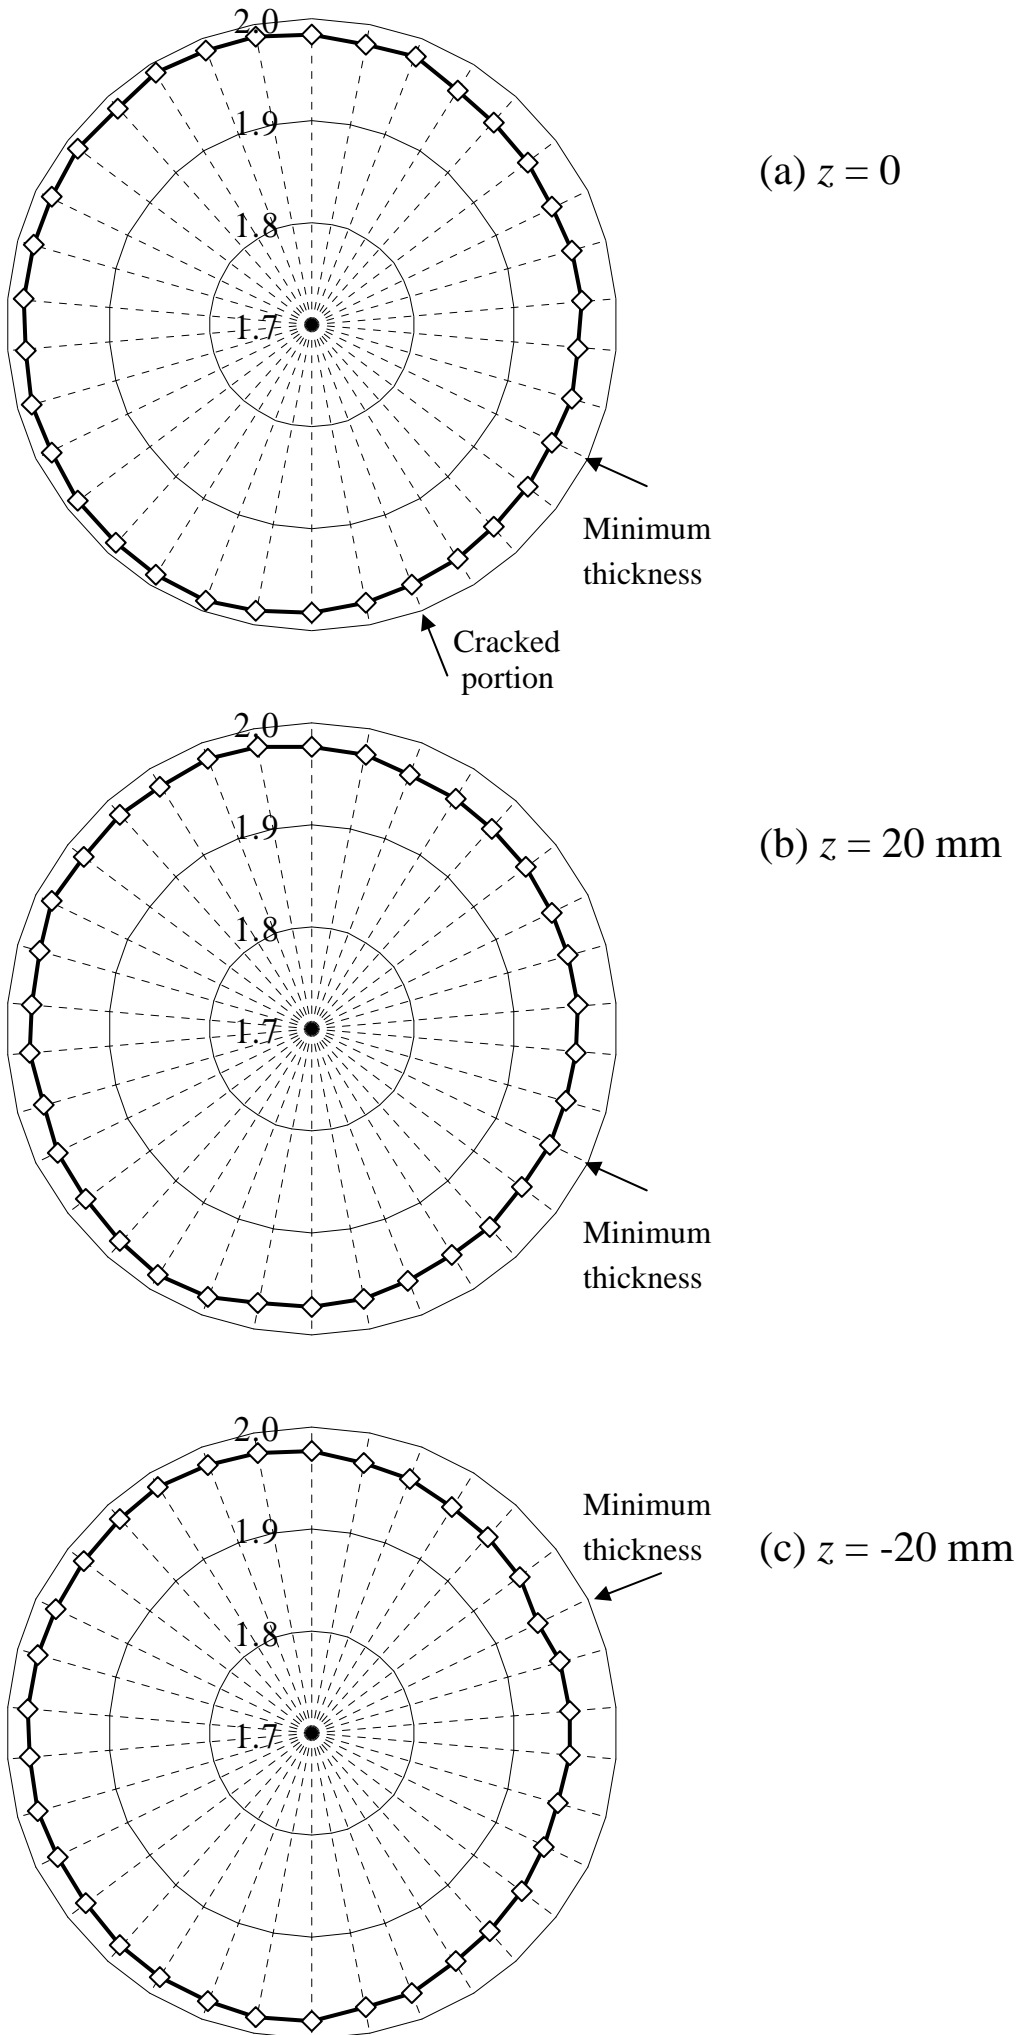 2.0
1.9
1.8
1.7
(a) z = 0
Minimum
thickness
Cracked
portion
2.0
1.9
1.8
1.7
(b) z = 20 mm
Minimum
thickness
2.0
1.9
1.8
1.7
Minimum
thickness
(c) z = -20 mm